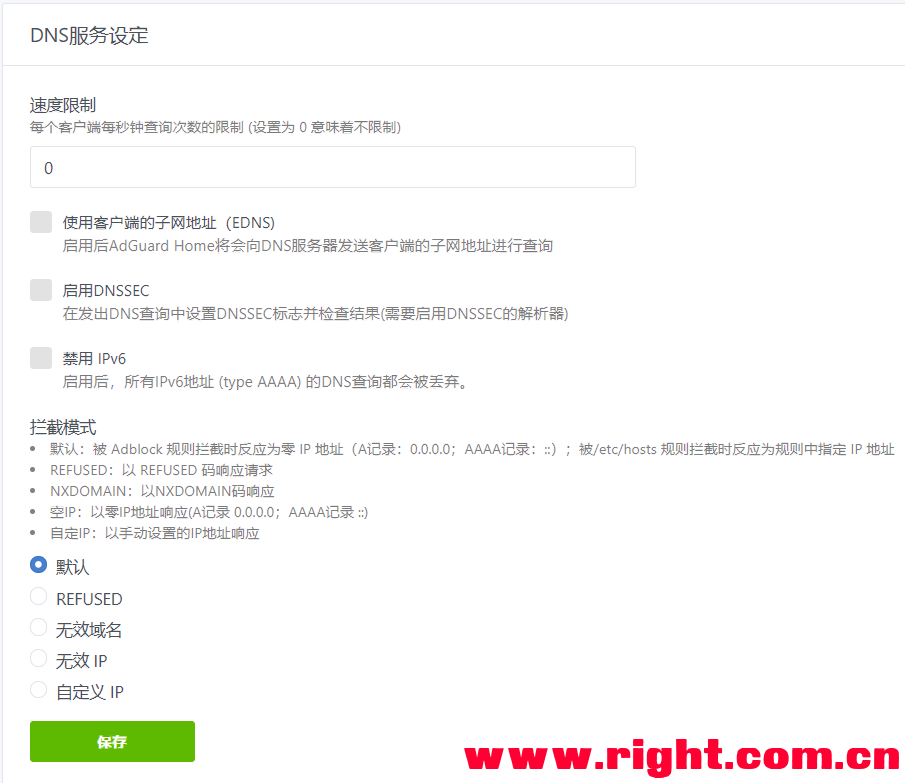 DNS服务设定
速度限制
每个客户端每秒钟查询次数的限制 (设置为 0 意味着不限制)
0
使用客户端的子网地址（EDNS)
启用后AdGuard Home将会向DNS服务器发送客户端的子网地址进行查询
启用DNSSEC
在发出DNS查询中设置DNSSEC标志并检查结果(需要启用DNSSEC的解析器)
禁用 IPv6
启用后，所有IPv6地址 (type AAAA) 的DNS查询都会被丢弃。
拦截模式
• 默认：被 Adblock 规则拦截时反应为零 IP 地址（A记录：0.0.0.0；AAAA记录：::）；被/etc/hosts 规则拦截时反应为规则中指定 IP 地址
• REFUSED：以 REFUSED 码响应请求
• NXDOMAIN：以NXDOMAIN码响应
• 空IP：以零IP地址响应(A记录 0.0.0.0；AAAA记录 ::)
• 自定IP：以手动设置的IP地址响应
默认
REFUSED
无效域名
无效 IP
自定义 IP
保存
www.right.com.cn